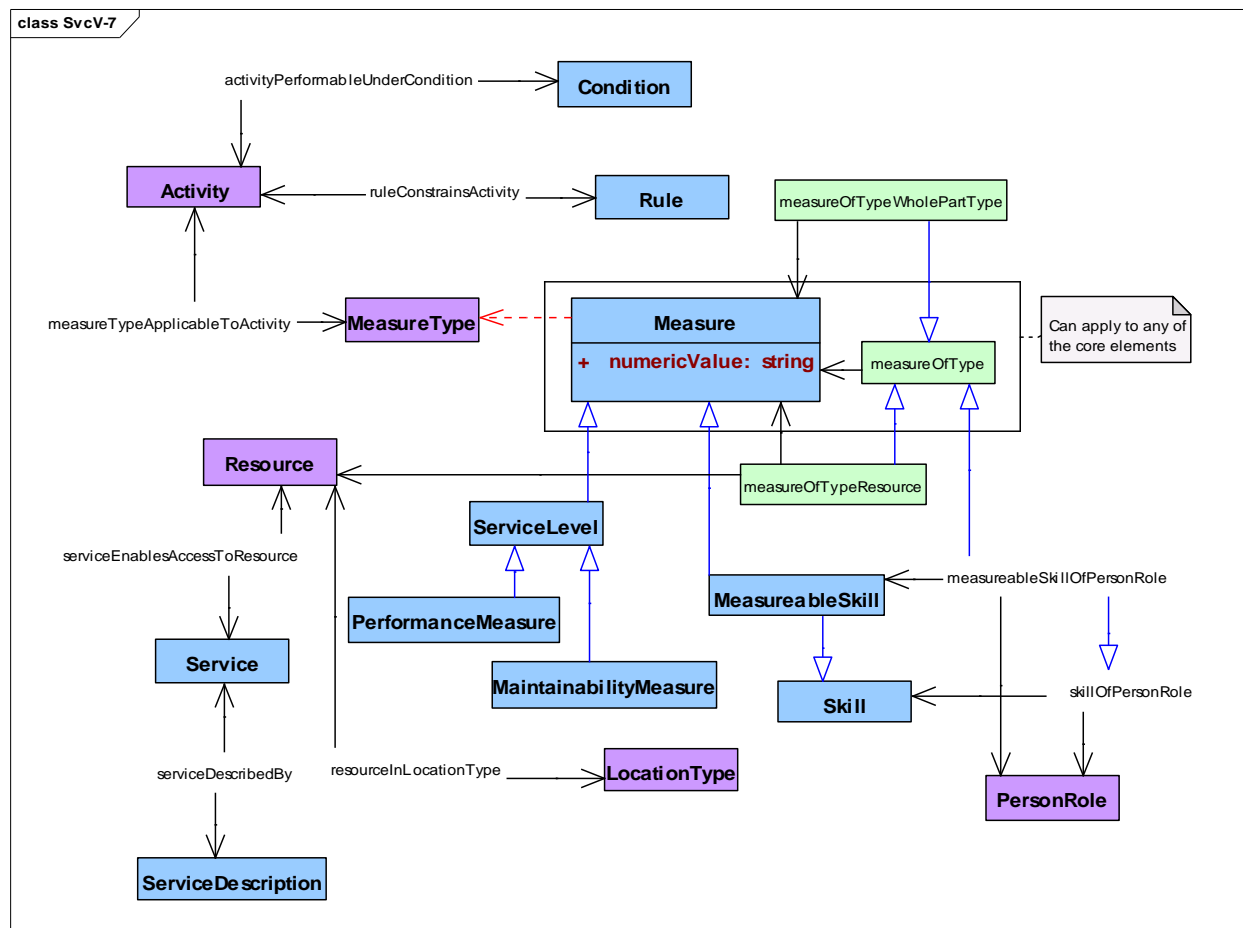 class SvcV-7
activityPerformableUnderCondition
Condition
Activity
ruleConstrainsActivity
Rule
measureOfTypeWholePartType
measureTypeApplicableToActivity
MeasureType
Measure
+ numericValue: string
measureOfType
Can apply to any of
the core elements
Resource
measureOfTypeResource
ServiceLevel
serviceEnablesAccessToResource
PerformanceMeasure
MeasureableSkill
measureableSkillOfPersonRole
Service
MaintainabilityMeasure
Skill
skillOfPersonRole
serviceDescribedBy
resourceInLocationType
LocationType
PersonRole
ServiceDescription